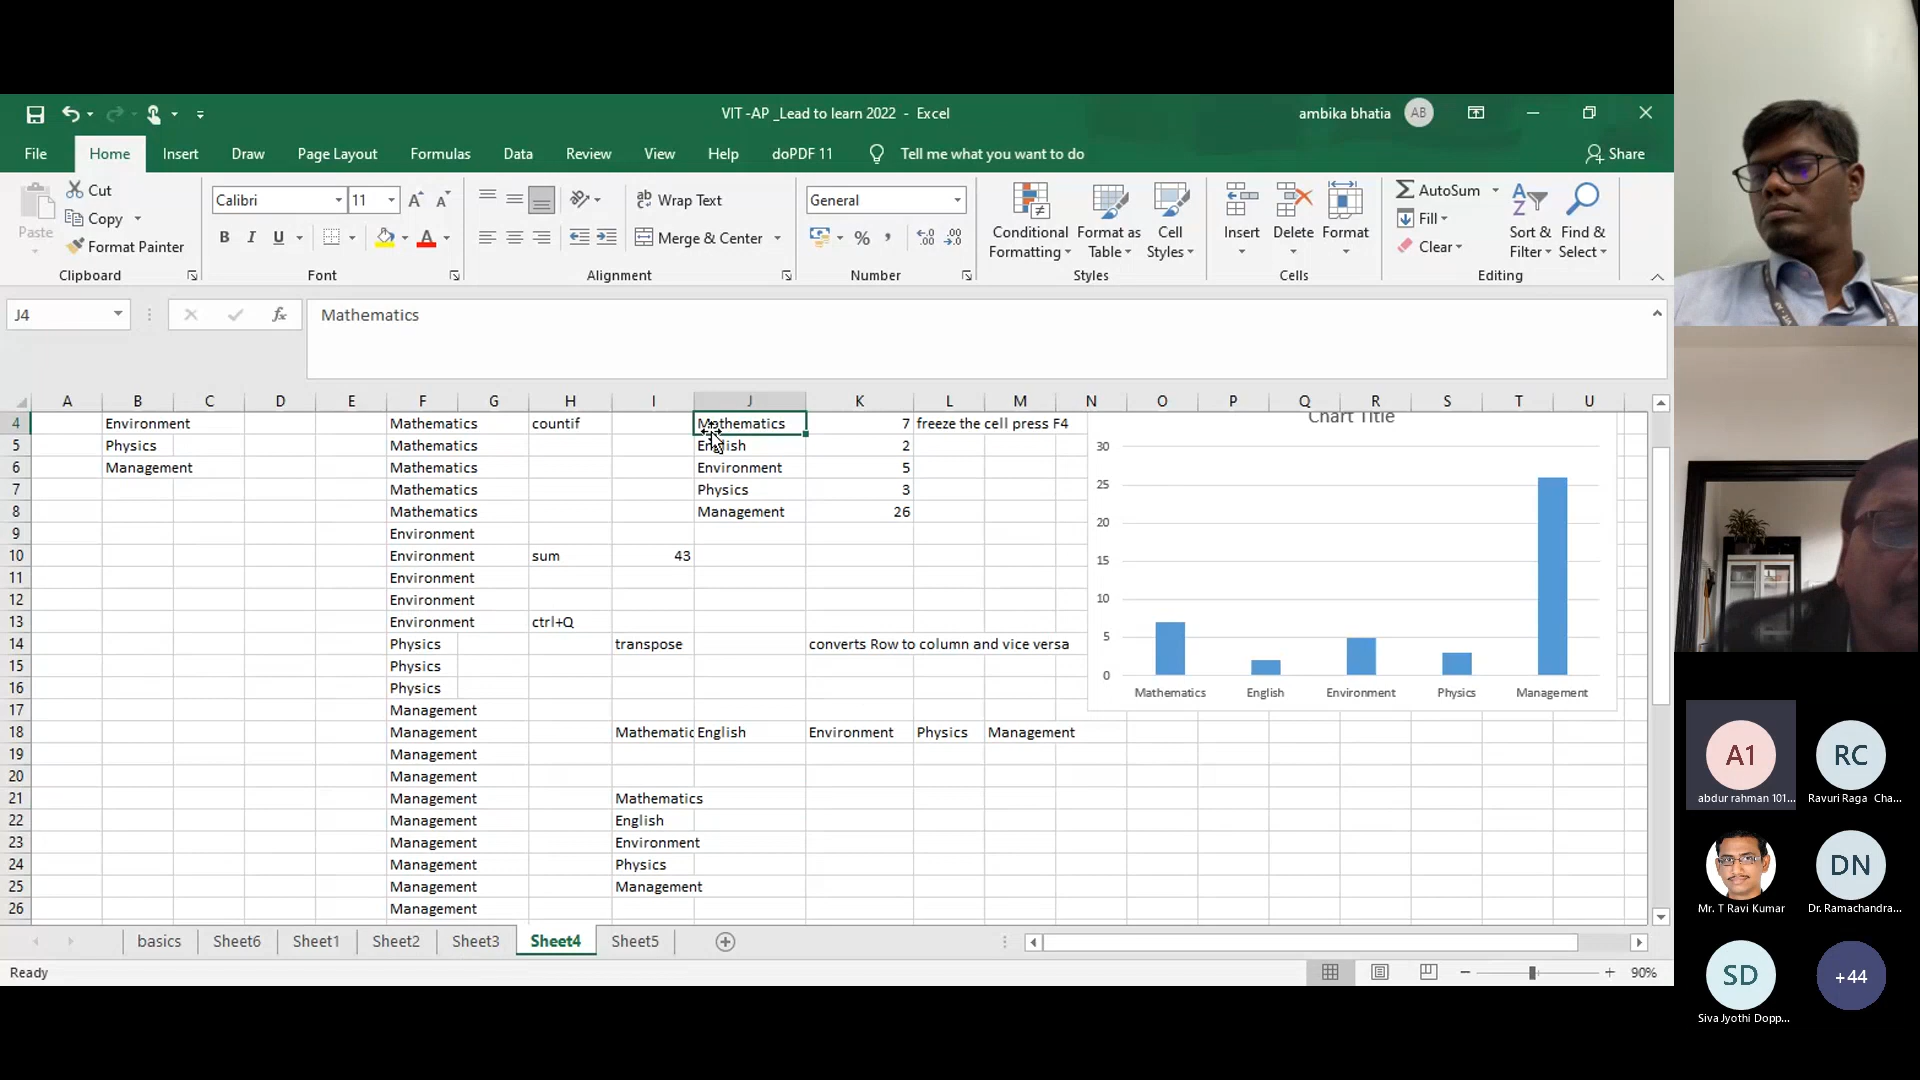 VIT -AP _Lead to learn 2022 - Excel
ambika bhatia AB
File Home Insert Draw Page Layout Formulas Data Review View Help doPDF 11 Tell me what you want to do Share
Paste Cut Copy Format Painter
Calibri 11
B I U A
Wrap Text
Merge & Center
General
Conditional Formatting Format as Table Cell Styles
Insert Delete Format
AutoSum Fill Clear
Sort & Filter Find & Select
Clipboard Font Alignment Number Styles Cells Editing
J4 fx Mathematics
A B C D E F G H I J K L M N O P Q R S T U
4 Environment Mathematics countif Mathematics 7 freeze the cell press F4
5 Physics Mathematics English 2
6 Management Mathematics Environment 5
7 Mathematics Physics 3
8 Mathematics Management 26
9 Environment
10 Environment sum 43
11 Environment
12 Environment
13 Environment ctrl+Q
14 Physics transpose converts Row to column and vice versa
15 Physics
16 Physics
17 Management
18 Management Mathematic English Environment Physics Management
19 Management
20 Management
21 Management Mathematics
22 Management English
23 Management Environment
24 Management Physics
25 Management Management
26 Management
Chart Title
30
25
20
15
10
5
0
Mathematics English Environment Physics Management
basics Sheet6 Sheet1 Sheet2 Sheet3 Sheet4 Sheet5
Ready 90%
VIT - AP
A1 RC
abdur rahman 101... Ravuri Raga Cha...
DN
Mr. T Ravi Kumar Dr. Ramachandra...
SD +44
Siva Jyothi Dopp...